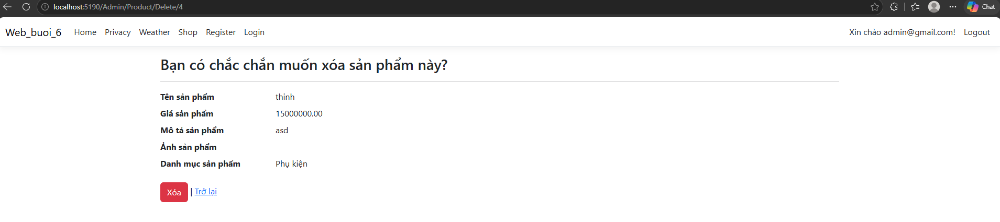 localhost:5190/Admin/Product/Delete/4
Chat
Web_buoi_6 Home Privacy Weather Shop Register Login Xin chào admin@gmail.com! Logout
Bạn có chắc chắn muốn xóa sản phẩm này?
Tên sản phẩm thinh
Giá sản phẩm 15000000.00
Mô tả sản phẩm asd
Ảnh sản phẩm
Danh mục sản phẩm Phụ kiện
Xóa | Trở lại